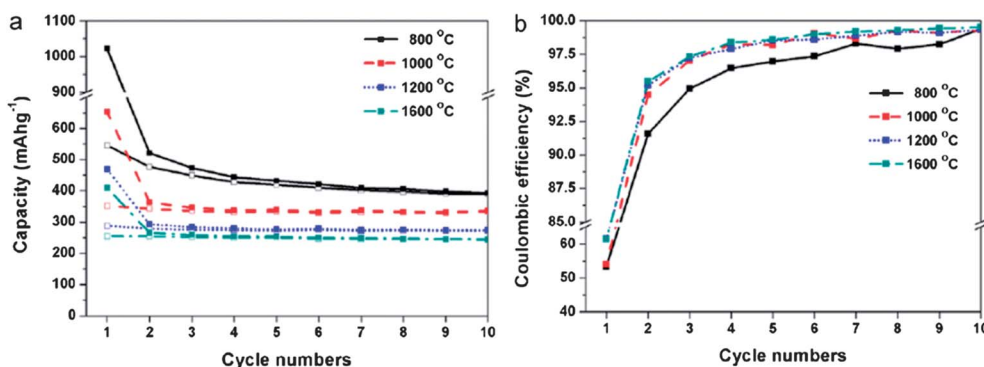 a
Capacity (mAhg⁻¹)
1100
1000
900
600
500
400
300
200
100
0
800 °C
1000 °C
1200 °C
1600 °C
1 2 3 4 5 6 7 8 9 10
Cycle numbers
b
Coulombic efficiency (%)
100
97.5
95.0
92.5
90.0
87.5
85.0
60
50
40
800 °C
1000 °C
1200 °C
1600 °C
1 2 3 4 5 6 7 8 9 10
Cycle numbers